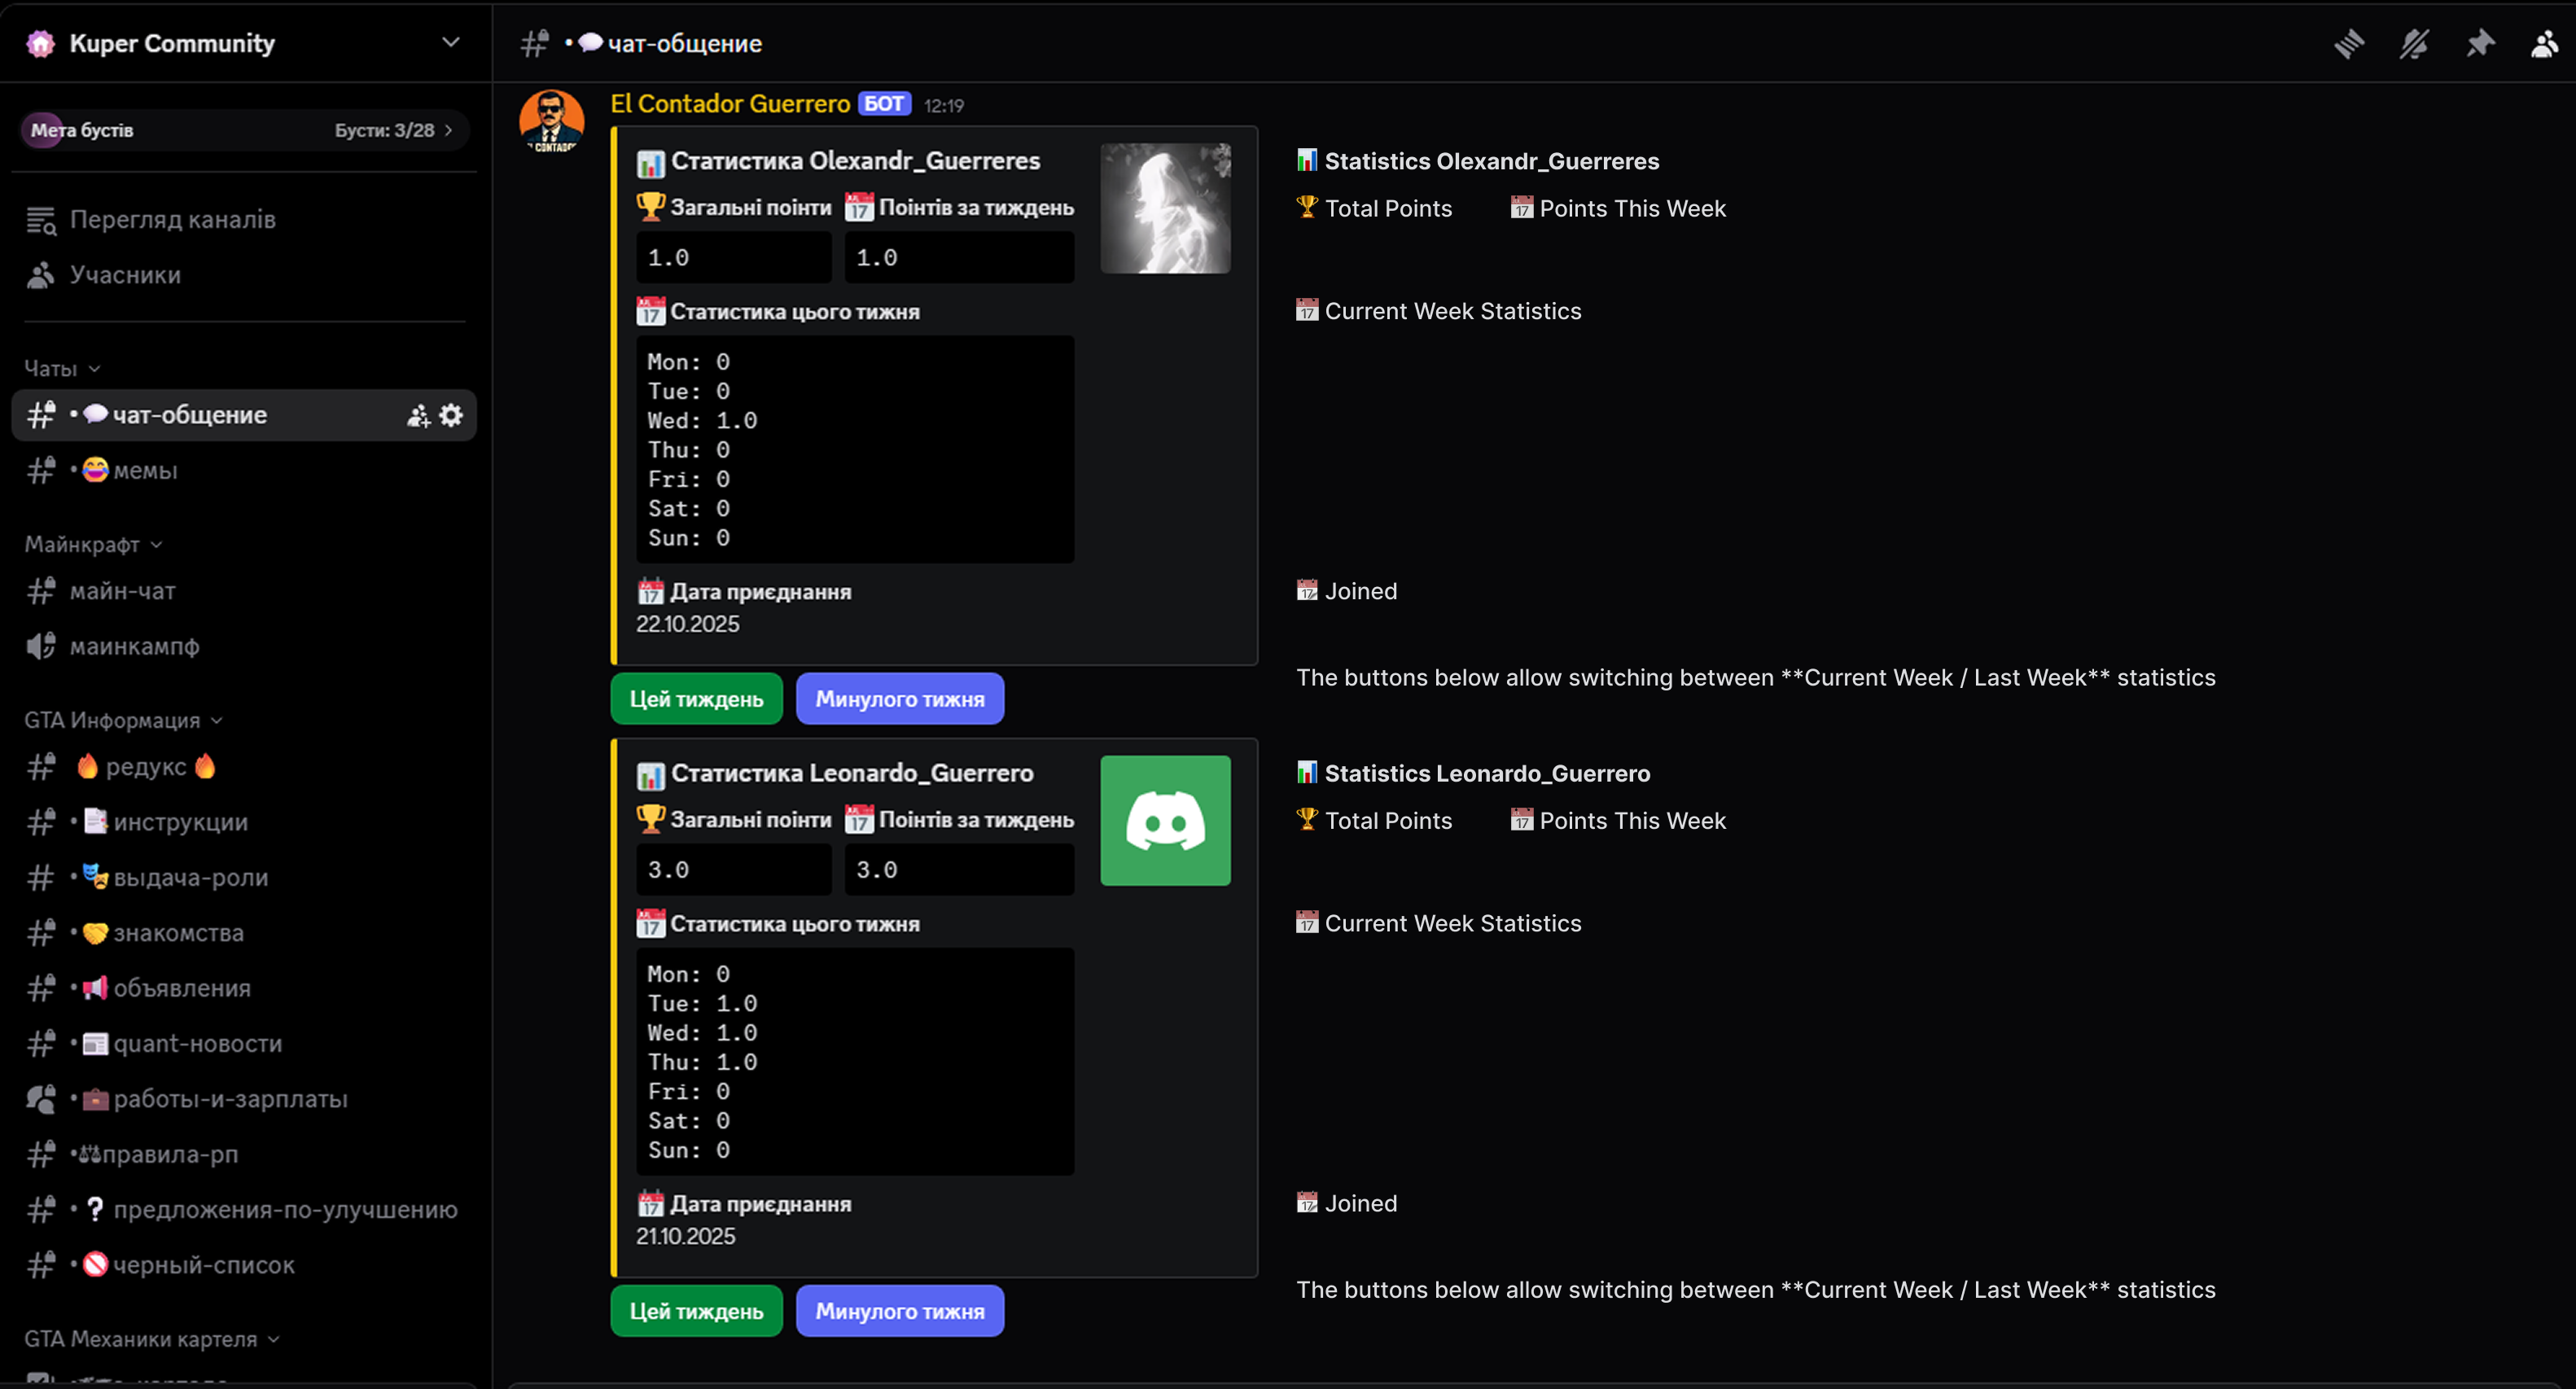 Kuper Community
Мета бустів
Бусти: 3/28
Перегляд каналів
Учасники
Чаты
•💬чат-общение
•😂мемы
Майнкрафт
майн-чат
маинкампф
GTA Информация
🔥редукс🔥
•📑инструкции
•🎭выдача-роли
•🤝знакомства
•📢объявления
•📰quant-новости
•💼работы-и-зарплаты
•⚖правила-рп
•❔предложения-по-улучшению
•🚫черный-список
GTA Механики картеля
•💬чат-общение
El Contador Guerrero БОТ 12:19
EL CONTADOR
📊 Статистика Olexandr_Guerreres
🏆 Загальні поінти 📅 Поінтів за тиждень
1.0 1.0
📅 Статистика цього тижня
Mon: 0
Tue: 0
Wed: 1.0
Thu: 0
Fri: 0
Sat: 0
Sun: 0
📆 Дата приєднання
22.10.2025
Цей тиждень Минулого тижня
📊 Statistics Olexandr_Guerreres
🏆 Total Points 📅 Points This Week
📅 Current Week Statistics
📆 Joined
The buttons below allow switching between **Current Week / Last Week** statistics
📊 Статистика Leonardo_Guerrero
🏆 Загальні поінти 📅 Поінтів за тиждень
3.0 3.0
📅 Статистика цього тижня
Mon: 0
Tue: 1.0
Wed: 1.0
Thu: 1.0
Fri: 0
Sat: 0
Sun: 0
📆 Дата приєднання
21.10.2025
Цей тиждень Минулого тижня
📊 Statistics Leonardo_Guerrero
🏆 Total Points 📅 Points This Week
📅 Current Week Statistics
📆 Joined
The buttons below allow switching between **Current Week / Last Week** statistics